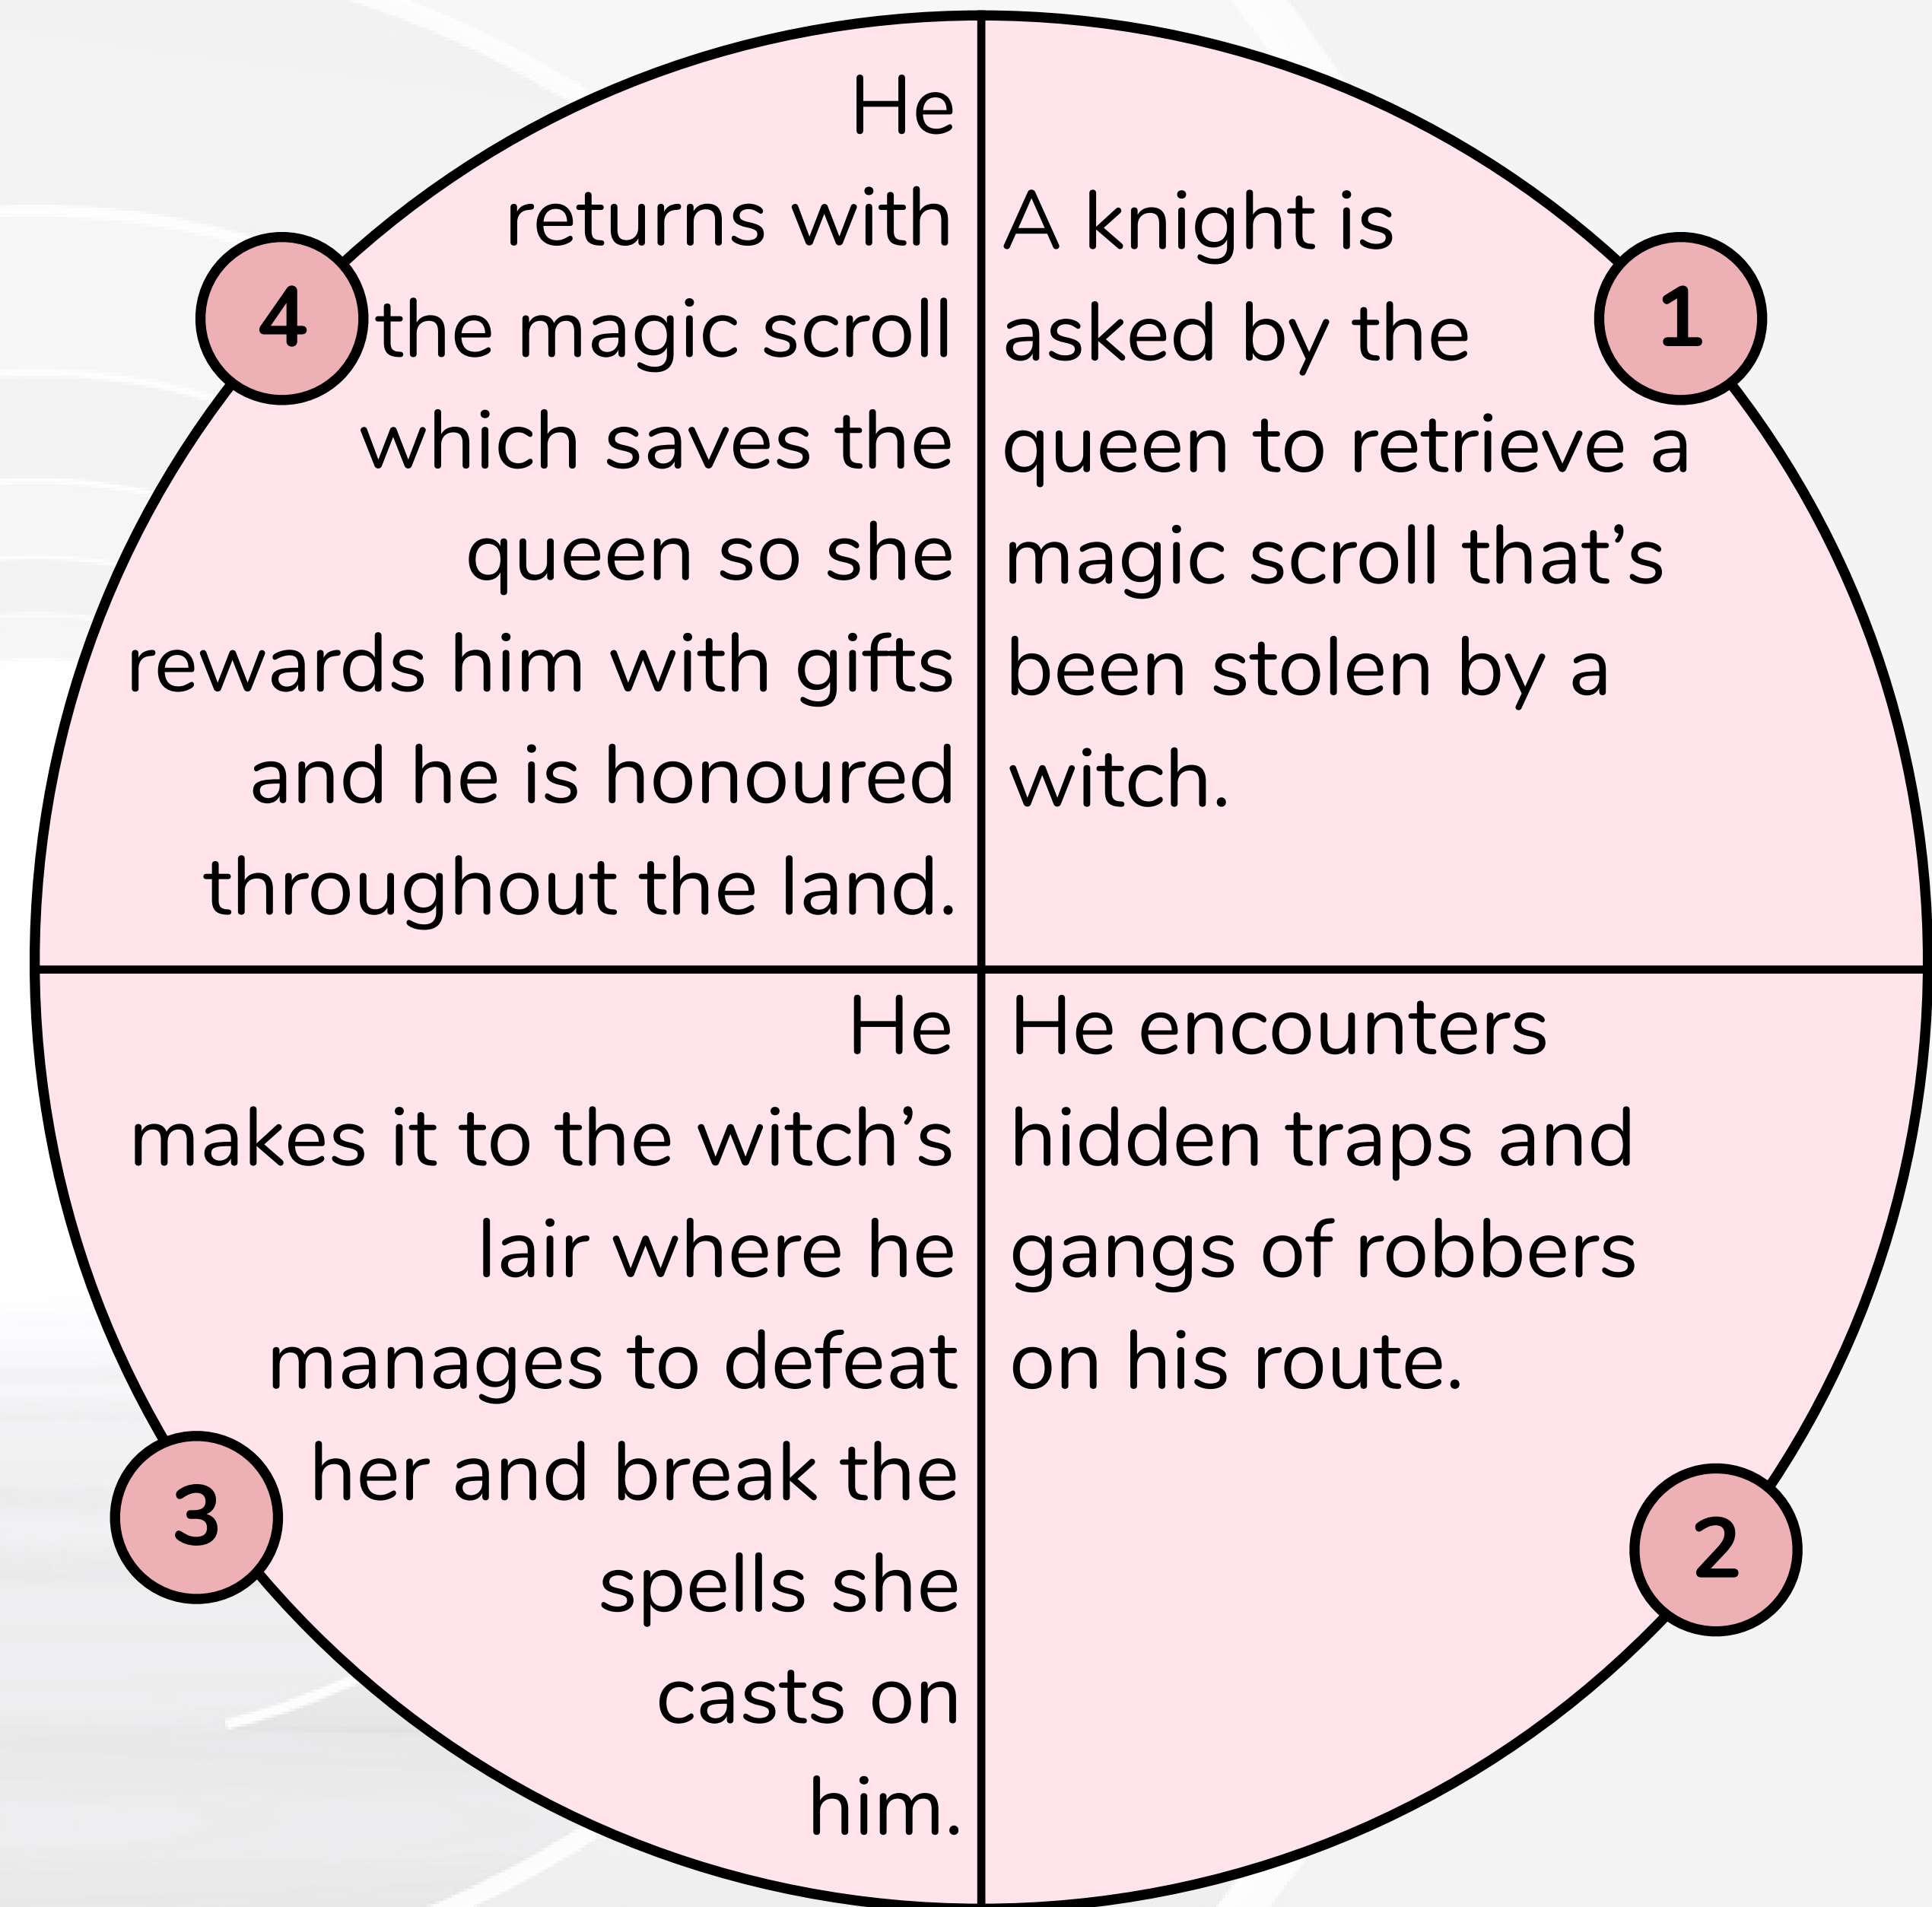 1
A knight is
asked by the
queen to retrieve a
magic scroll that’s
been stolen by a
witch.
2
He encounters
hidden traps and
gangs of robbers
on his route.
3
He
makes it to the witch’s
lair where he
manages to defeat
her and break the
spells she
casts on
him.
4
He
returns with
the magic scroll
which saves the
queen so she
rewards him with gifts
and he is honoured
throughout the land.